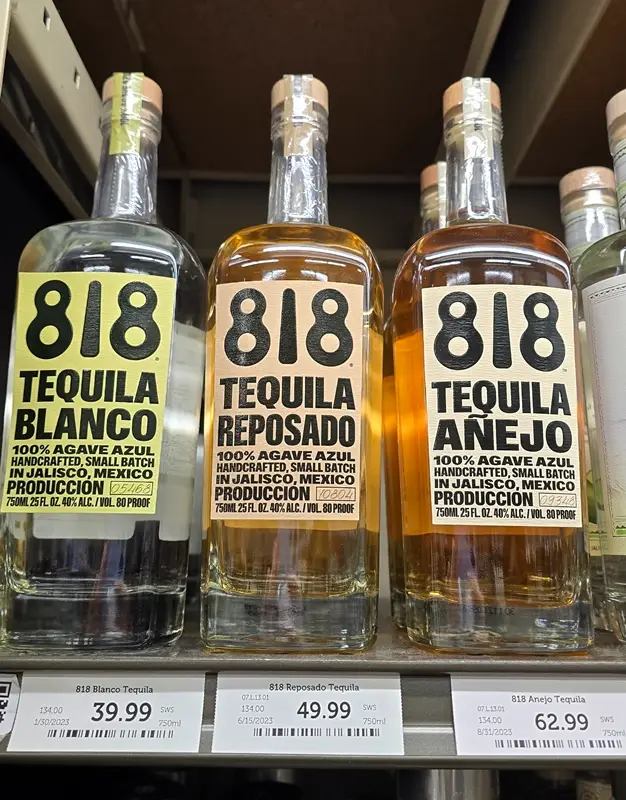 818
TEQUILA
BLANCO
100% AGAVE AZUL
HANDCRAFTED, SMALL BATCH
IN JALISCO, MEXICO
PRODUCCIÓN 05468
750ML 25 FL. OZ. 40% ALC. / VOL. 80 PROOF
818
TEQUILA
REPOSADO
100% AGAVE AZUL
HANDCRAFTED, SMALL BATCH
IN JALISCO, MEXICO
PRODUCCIÓN 10804
750ML 25 FL. OZ. 40% ALC. / VOL. 80 PROOF
818
TEQUILA
AÑEJO
100% AGAVE AZUL
HANDCRAFTED, SMALL BATCH
IN JALISCO, MEXICO
PRODUCCIÓN 09348
750ML 25 FL. OZ. 40% ALC. / VOL. 80 PROOF
818 Blanco Tequila
134.00 39.99 SWS
1/30/2023 750ml
818 Reposado Tequila
07.L.13.01
134.00 49.99 SWS
6/15/2023 750ml
818 Anejo Tequila
07.L.13.01
134.00 62.99 SWS
8/31/2023 750ml